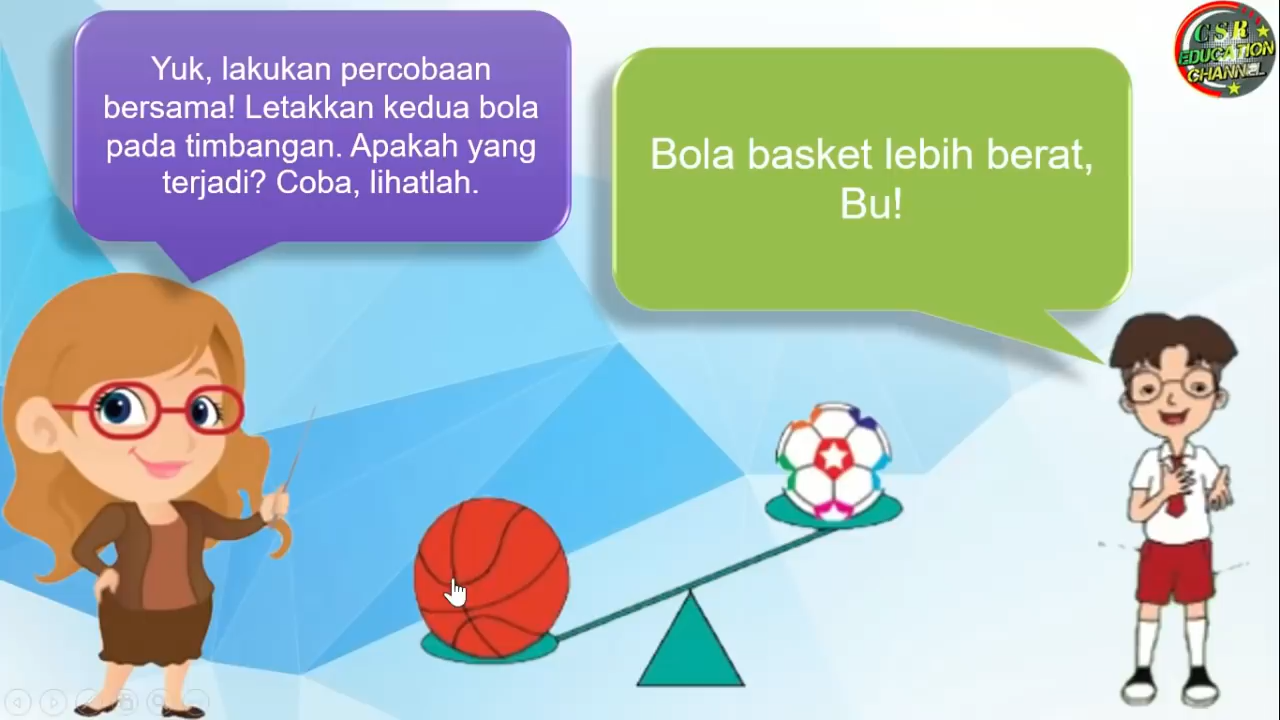 Yuk, lakukan percobaan
bersama! Letakkan kedua bola
pada timbangan. Apakah yang
terjadi? Coba, lihatlah.
Bola basket lebih berat,
Bu!
CSR
EDUCATION
CHANNEL